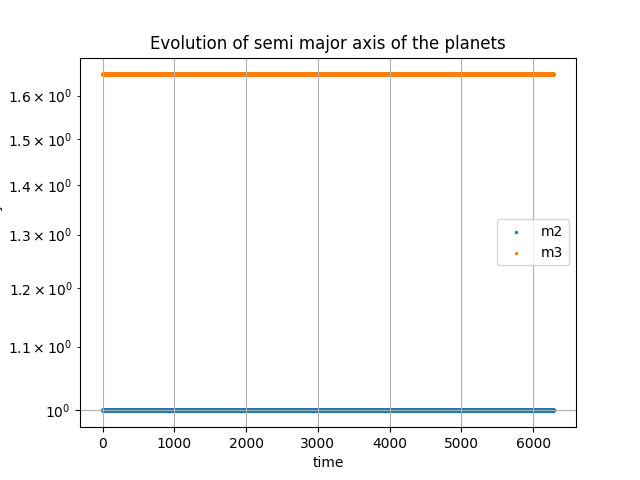 Evolution of semi major axis of the planets
1.6 × 10⁰
1.5 × 10⁰
1.4 × 10⁰
1.3 × 10⁰
1.2 × 10⁰
1.1 × 10⁰
10⁰
m2
m3
0 1000 2000 3000 4000 5000 6000
time